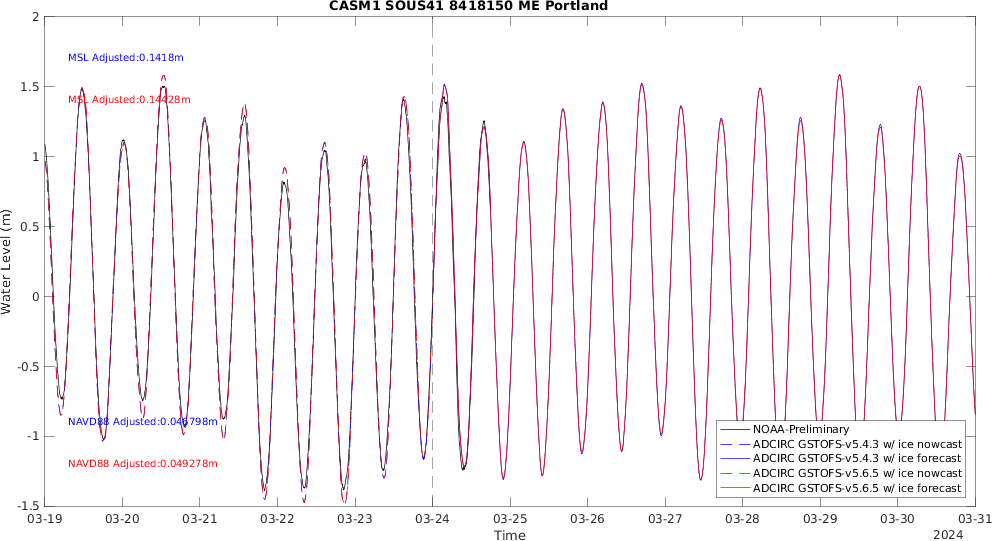 CASM1 SOUS41 8418150 ME Portland
2
1.5
1
0.5
0
-0.5
-1
-1.5
Water Level (m)
MSL Adjusted:0.1418m
MSL Adjusted:0.14428m
NAVD88 Adjusted:0.046798m
NAVD88 Adjusted:0.049278m
NOAA-Preliminary
ADCIRC GSTOFS-v5.4.3 w/ ice nowcast
ADCIRC GSTOFS-v5.4.3 w/ ice forecast
ADCIRC GSTOFS-v5.6.5 w/ ice nowcast
ADCIRC GSTOFS-v5.6.5 w/ ice forecast
03-19 03-20 03-21 03-22 03-23 03-24 03-25 03-26 03-27 03-28 03-29 03-30 03-31
Time
2024